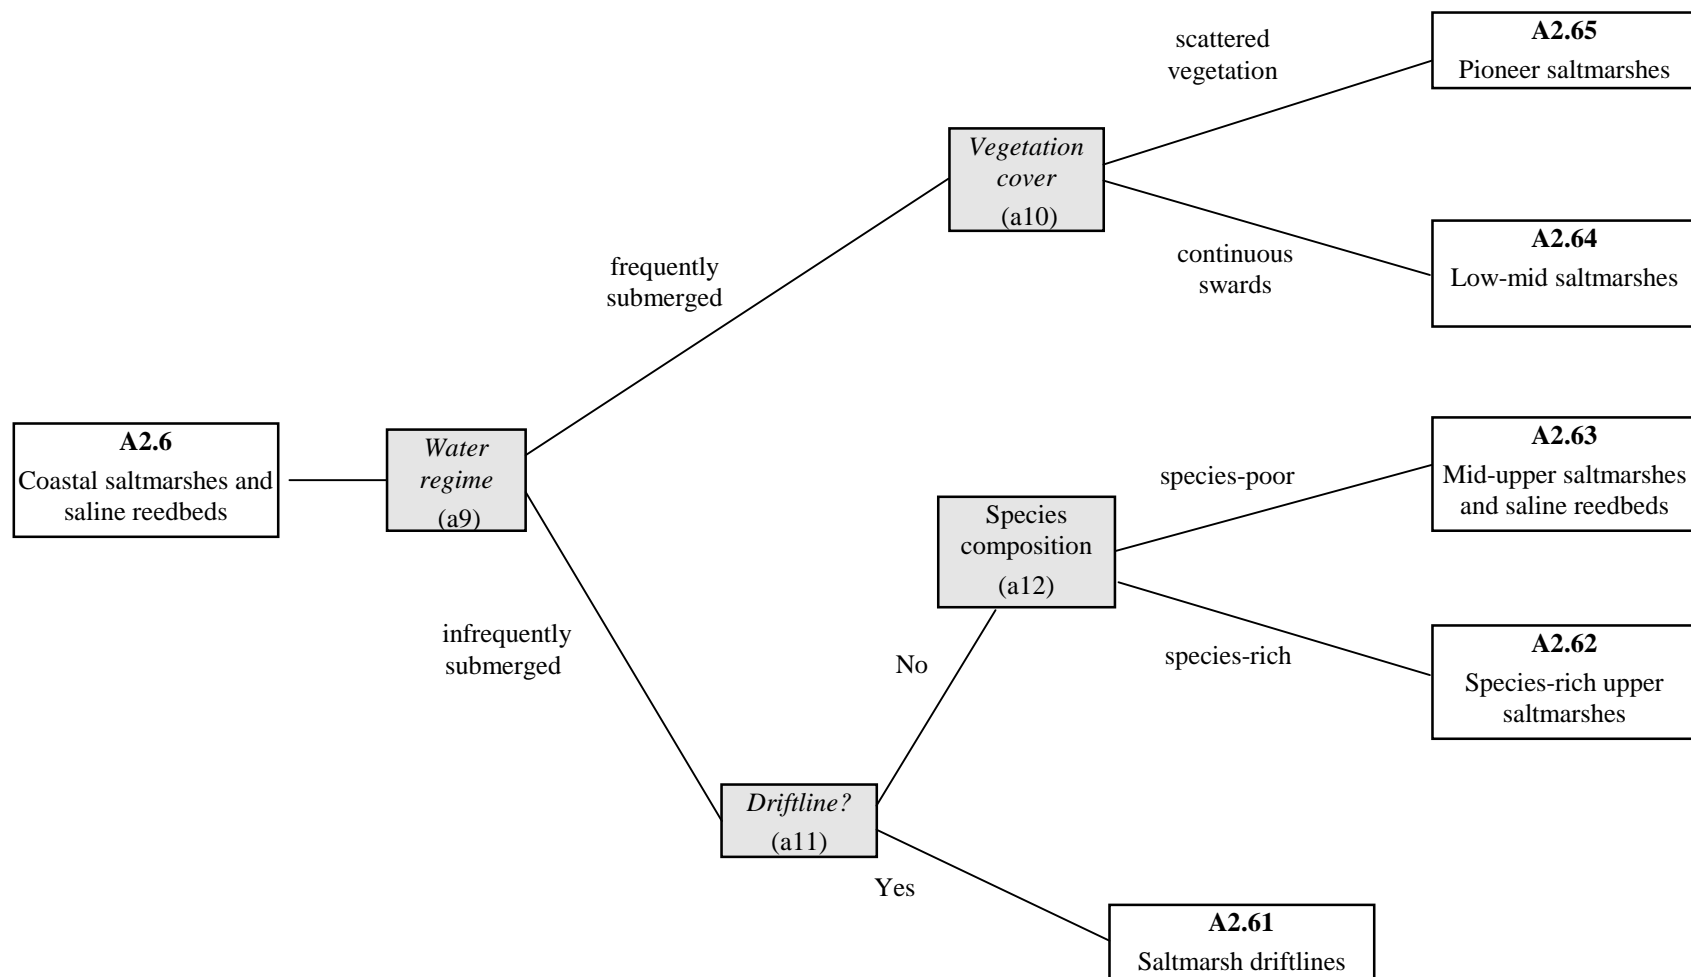 scattered
vegetation
A2.65
Pioneer saltmarshes
Vegetation
cover
(a10)
continuous
swards
A2.64
Low-mid saltmarshes
frequently
submerged
A2.6
Coastal saltmarshes and
saline reedbeds
Water
regime
(a9)
species-poor
A2.63
Mid-upper saltmarshes
and saline reedbeds
Species
composition
(a12)
infrequently
submerged
No
species-rich
A2.62
Species-rich upper
saltmarshes
Driftline?
(a11)
Yes
A2.61
Saltmarsh driftlines